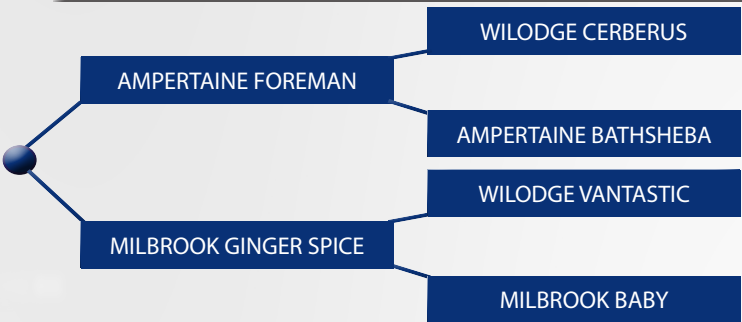 WILODGE CERBERUS
AMPERTAINE FOREMAN
AMPERTAINE BATHSHEBA
WILODGE VANTASTIC
MILBROOK GINGER SPICE
MILBROOK BABY